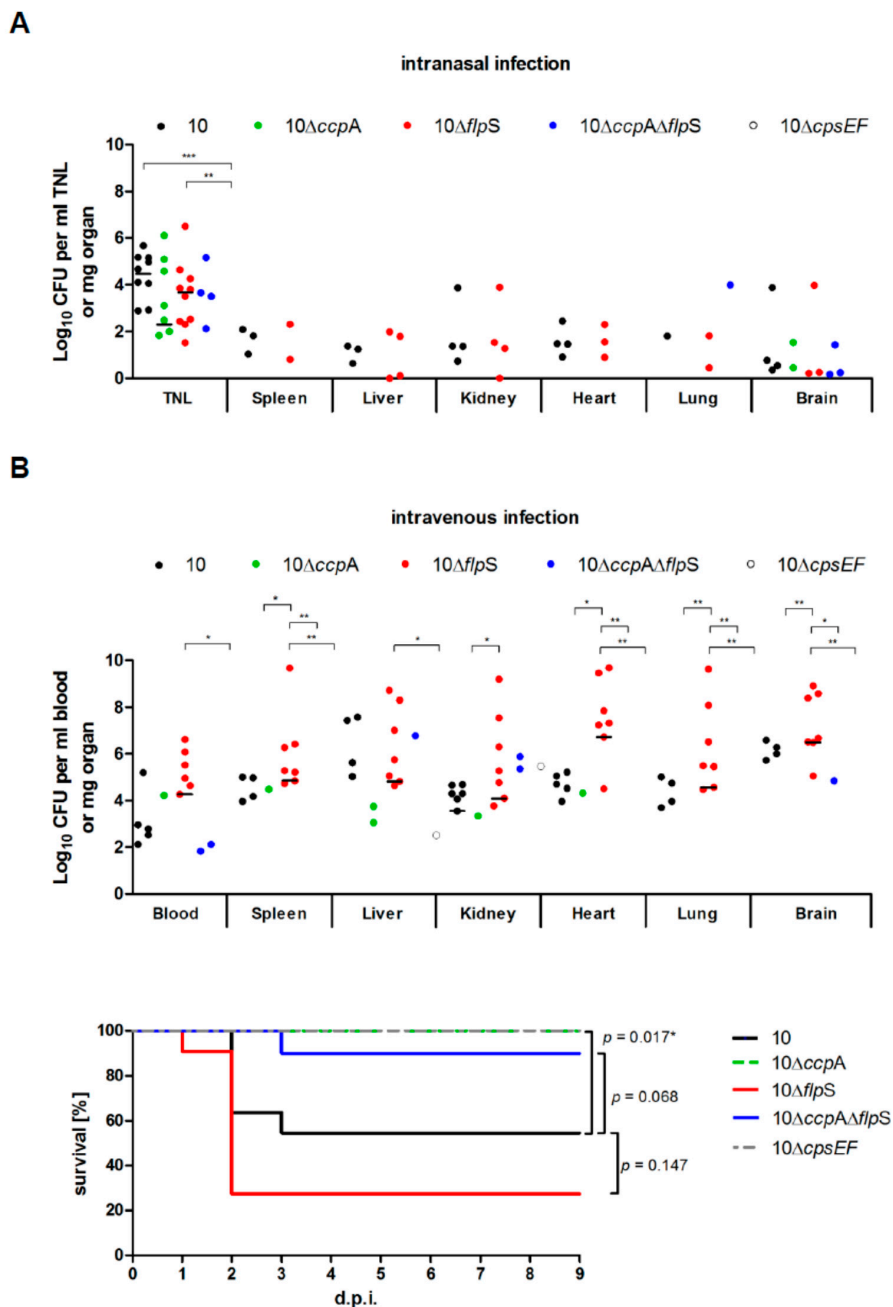 A
intranasal infection
10 10ΔccpA 10ΔflpS 10ΔccpAΔflpS 10ΔcpsEF
Log10 CFU per ml TNL
or mg organ
10
8
6
4
2
0
***
**
TNL Spleen Liver Kidney Heart Lung Brain
B
intravenous infection
10 10ΔccpA 10ΔflpS 10ΔccpAΔflpS 10ΔcpsEF
Log10 CFU per ml blood
or mg organ
* ** **
* ** ** ** ** *
* ** * * ** ** **
10
8
6
4
2
0
Blood Spleen Liver Kidney Heart Lung Brain
survival [%]
100
80
60
40
20
0
p = 0.017*
p = 0.068
p = 0.147
10
10ΔccpA
10ΔflpS
10ΔccpAΔflpS
10ΔcpsEF
0 1 2 3 4 5 6 7 8 9
d.p.i.